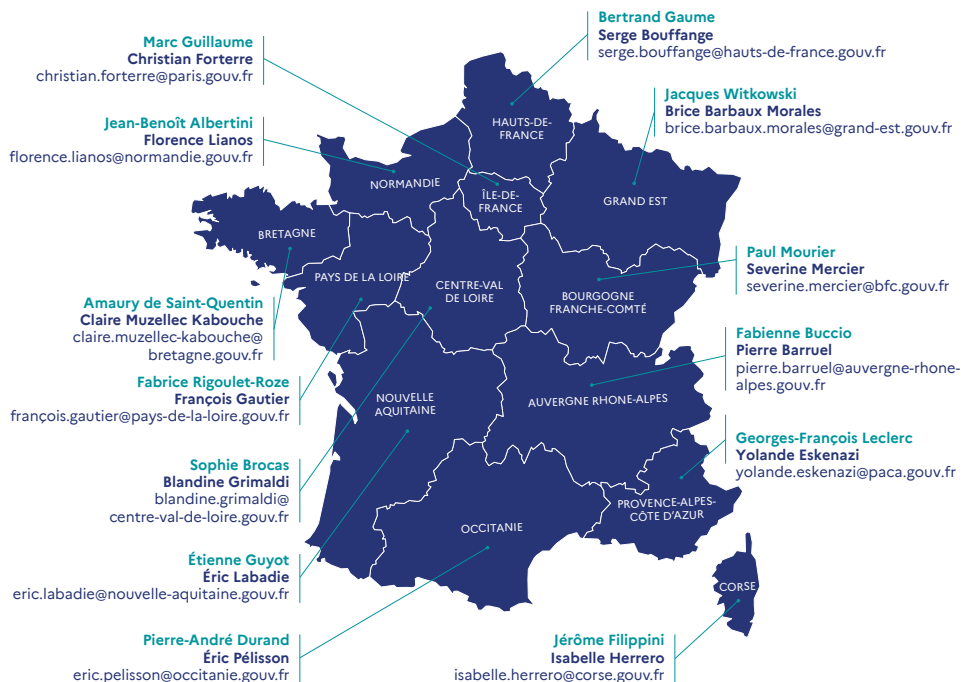 Bertrand Gaume
Serge Bouffange
serge.bouffange@hauts-de-france.gouv.fr
Marc Guillaume
Christian Forterre
christian.forterre@paris.gouv.fr
Jacques Witkowski
Brice Barbaux Morales
brice.barbaux.morales@grand-est.gouv.fr
Jean-Benoît Albertini
Florence Lianos
florence.lianos@normandie.gouv.fr
HAUTS-DE-
FRANCE
NORMANDIE
ÎLE-DE-
FRANCE
GRAND EST
BRETAGNE
PAYS DE LA LOIRE
CENTRE-VAL
DE LOIRE
BOURGOGNE
FRANCHE-COMTÉ
Paul Mourier
Severine Mercier
severine.mercier@bfc.gouv.fr
Amaury de Saint-Quentin
Claire Muzellec Kabouche
claire.muzellec-kabouche@
bretagne.gouv.fr
Fabienne Buccio
Pierre Barruel
pierre.barruel@auvergne-rhone-
alpes.gouv.fr
Fabrice Rigoulet-Roze
François Gautier
françois.gautier@pays-de-la-loire.gouv.fr
NOUVELLE
AQUITAINE
AUVERGNE RHONE-ALPES
Georges-François Leclerc
Yolande Eskenazi
yolande.eskenazi@paca.gouv.fr
Sophie Brocas
Blandine Grimaldi
blandine.grimaldi@
centre-val-de-loire.gouv.fr
PROVENCE-ALPES-
CÔTE D'AZUR
OCCITANIE
Étienne Guyot
Éric Labadie
eric.labadie@nouvelle-aquitaine.gouv.fr
CORSE
Pierre-André Durand
Éric Pélisson
eric.pelisson@occitanie.gouv.fr
Jérôme Filippini
Isabelle Herrero
isabelle.herrero@corse.gouv.fr